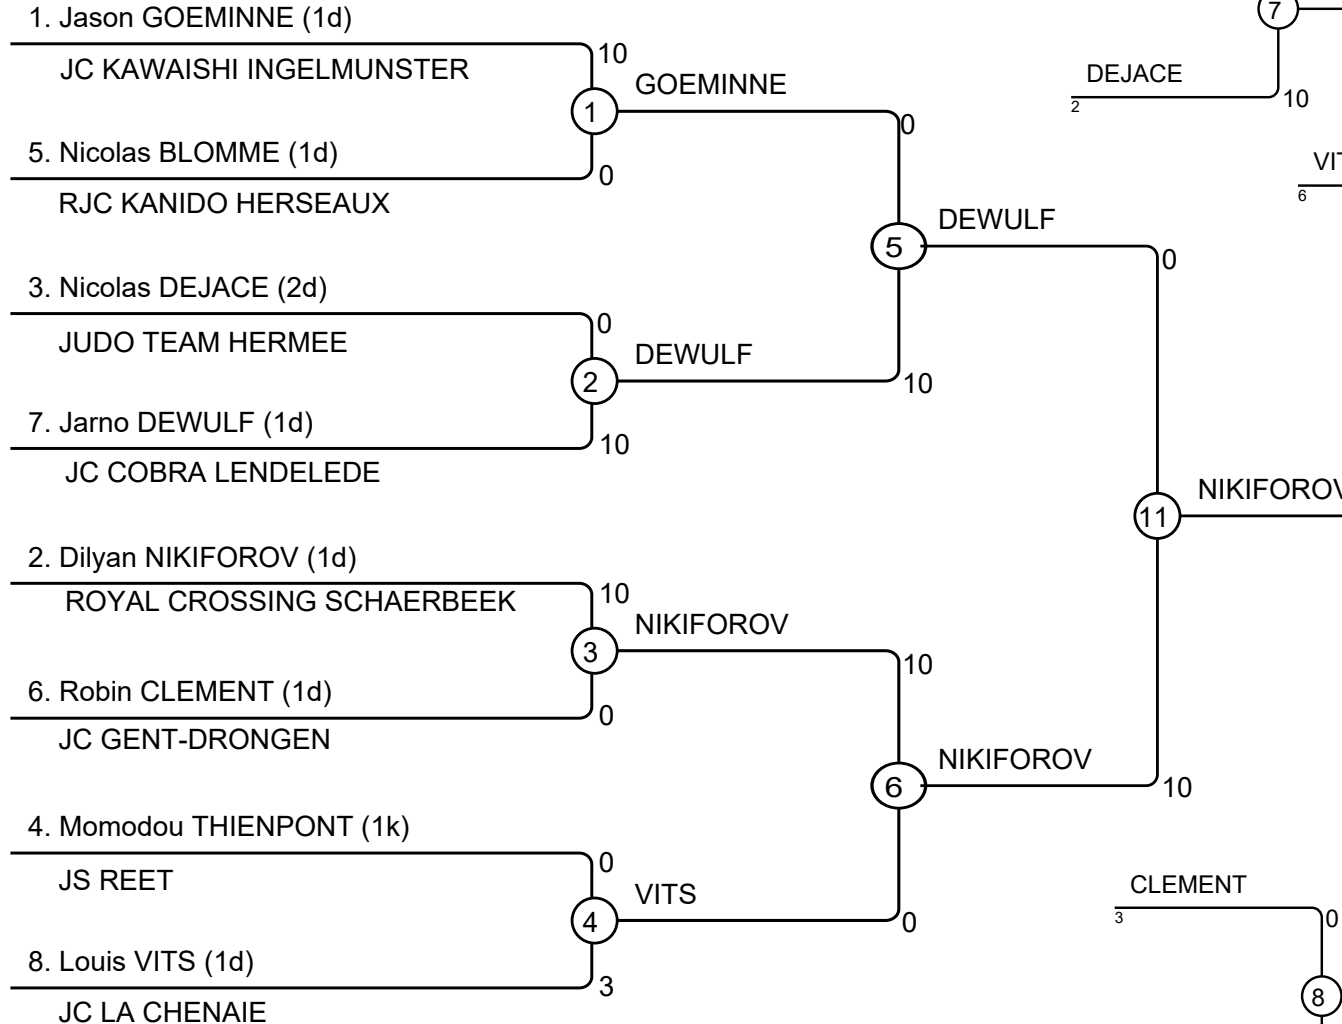 1. Jason GOEMINNE (1d)
10
JC KAWAISHI INGELMUNSTER
1
GOEMINNE
0
5. Nicolas BLOMME (1d)
0
RJC KANIDO HERSEAUX
5
DEWULF
0
3. Nicolas DEJACE (2d)
0
JUDO TEAM HERMEE
2
DEWULF
10
7. Jarno DEWULF (1d)
10
JC COBRA LENDELEDE
11
NIKIFOROV
2. Dilyan NIKIFOROV (1d)
10
ROYAL CROSSING SCHAERBEEK
3
NIKIFOROV
10
6. Robin CLEMENT (1d)
0
JC GENT-DRONGEN
6
NIKIFOROV
10
4. Momodou THIENPONT (1k)
0
JS REET
4
VITS
0
8. Louis VITS (1d)
3
JC LA CHENAIE
7
DEJACE
2
10
VIT
6
CLEMENT
3
0
8